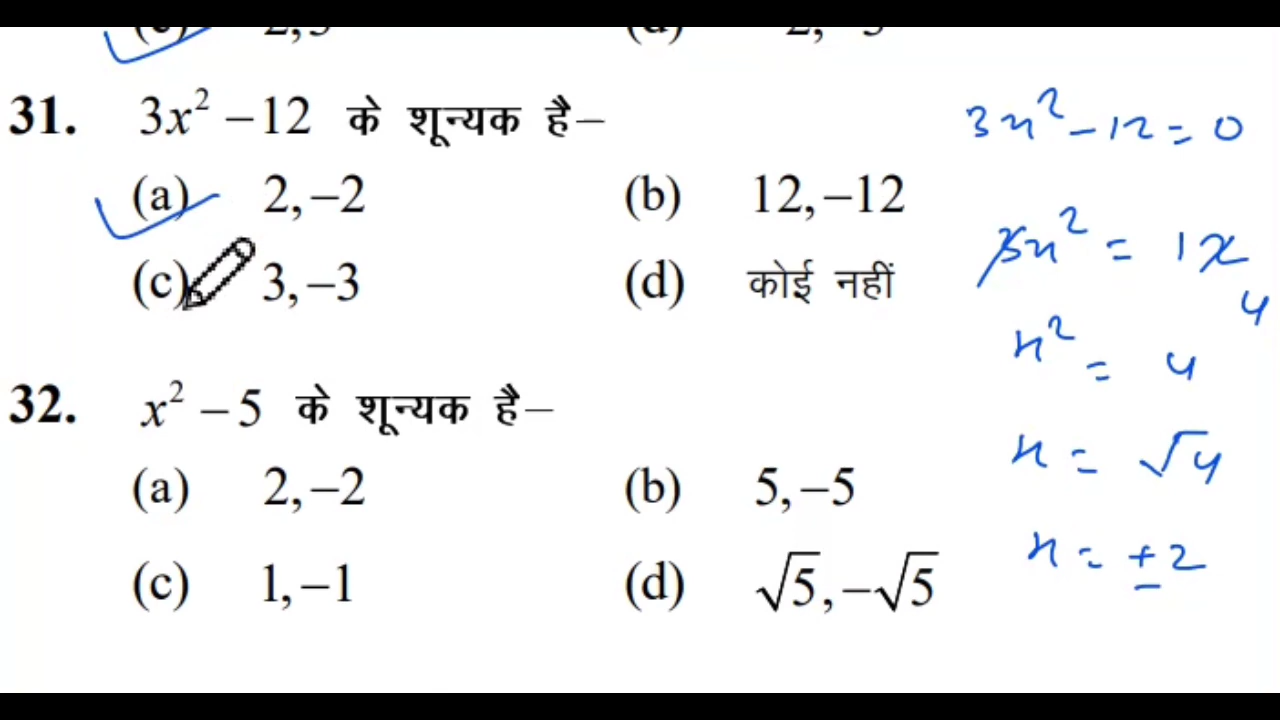 31. 3x² – 12 के शून्यक है–
(a) 2, –2 (b) 12, –12
(c) 3, –3 (d) कोई नहीं
32. x² – 5 के शून्यक है–
(a) 2, –2 (b) 5, –5
(c) 1, –1 (d) √5, –√5
3x² – 12 = 0
3x² = 12
4
x² = 4
x = √4
x = ±2